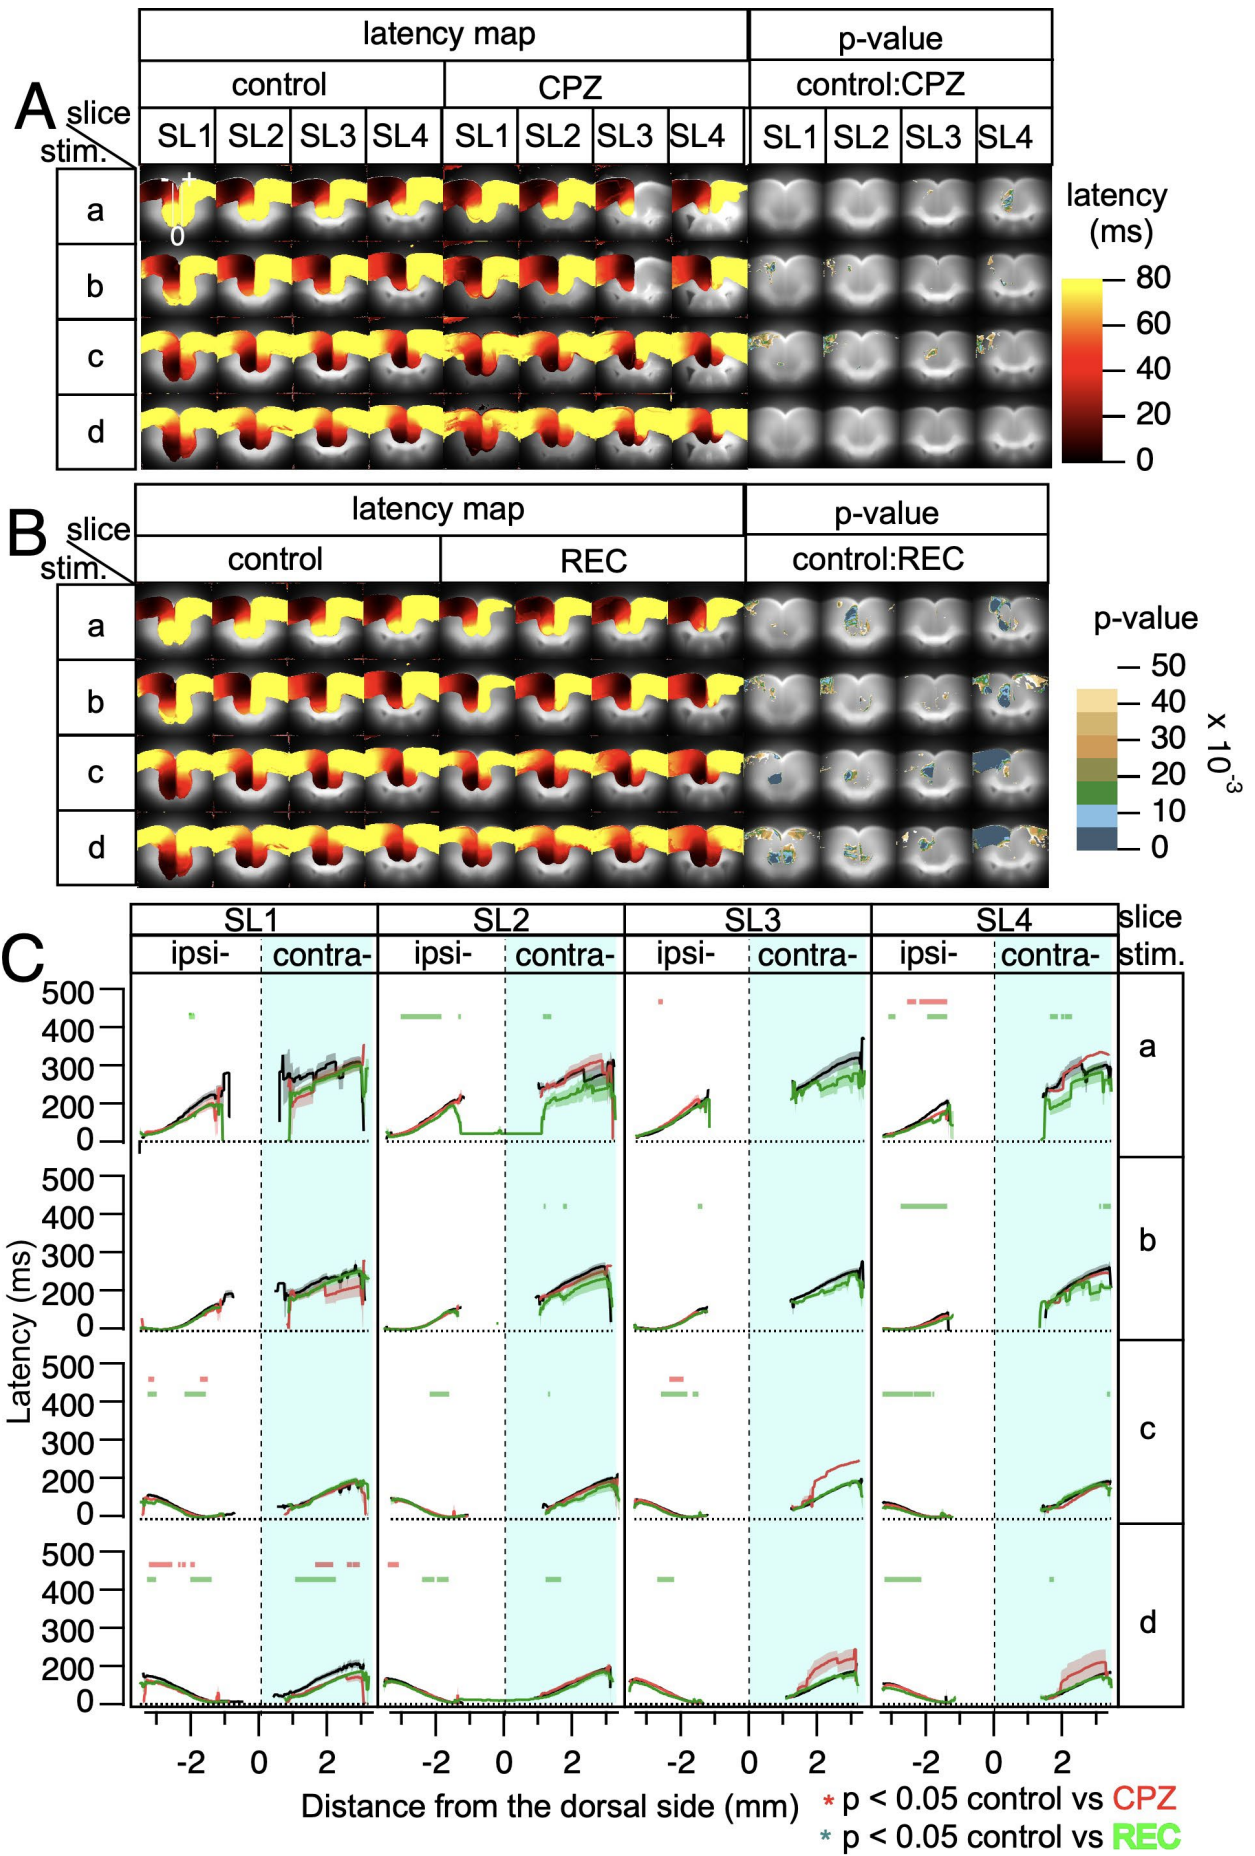 latency map p-value
control CPZ control:CPZ
A slice
stim.
SL1 SL2 SL3 SL4 SL1 SL2 SL3 SL4 SL1 SL2 SL3 SL4
a
- +
0
b
c
d
latency
(ms)
80
60
40
20
0
latency map p-value
B slice
stim.
control REC control:REC
a
b
c
d
p-value
50
40
30
20
10
0
x 10-3
SL1 SL2 SL3 SL4 slice
C ipsi- contra- ipsi- contra- ipsi- contra- ipsi- contra- stim.
500
400
300
200
0
a
500
400
300
200
0
b
500
400
300
200
0
c
500
400
300
200
0
d
Latency (ms)
-2 0 2 -2 0 2 -2 0 2 -2 0 2
Distance from the dorsal side (mm)
* p < 0.05 control vs CPZ
* p < 0.05 control vs REC